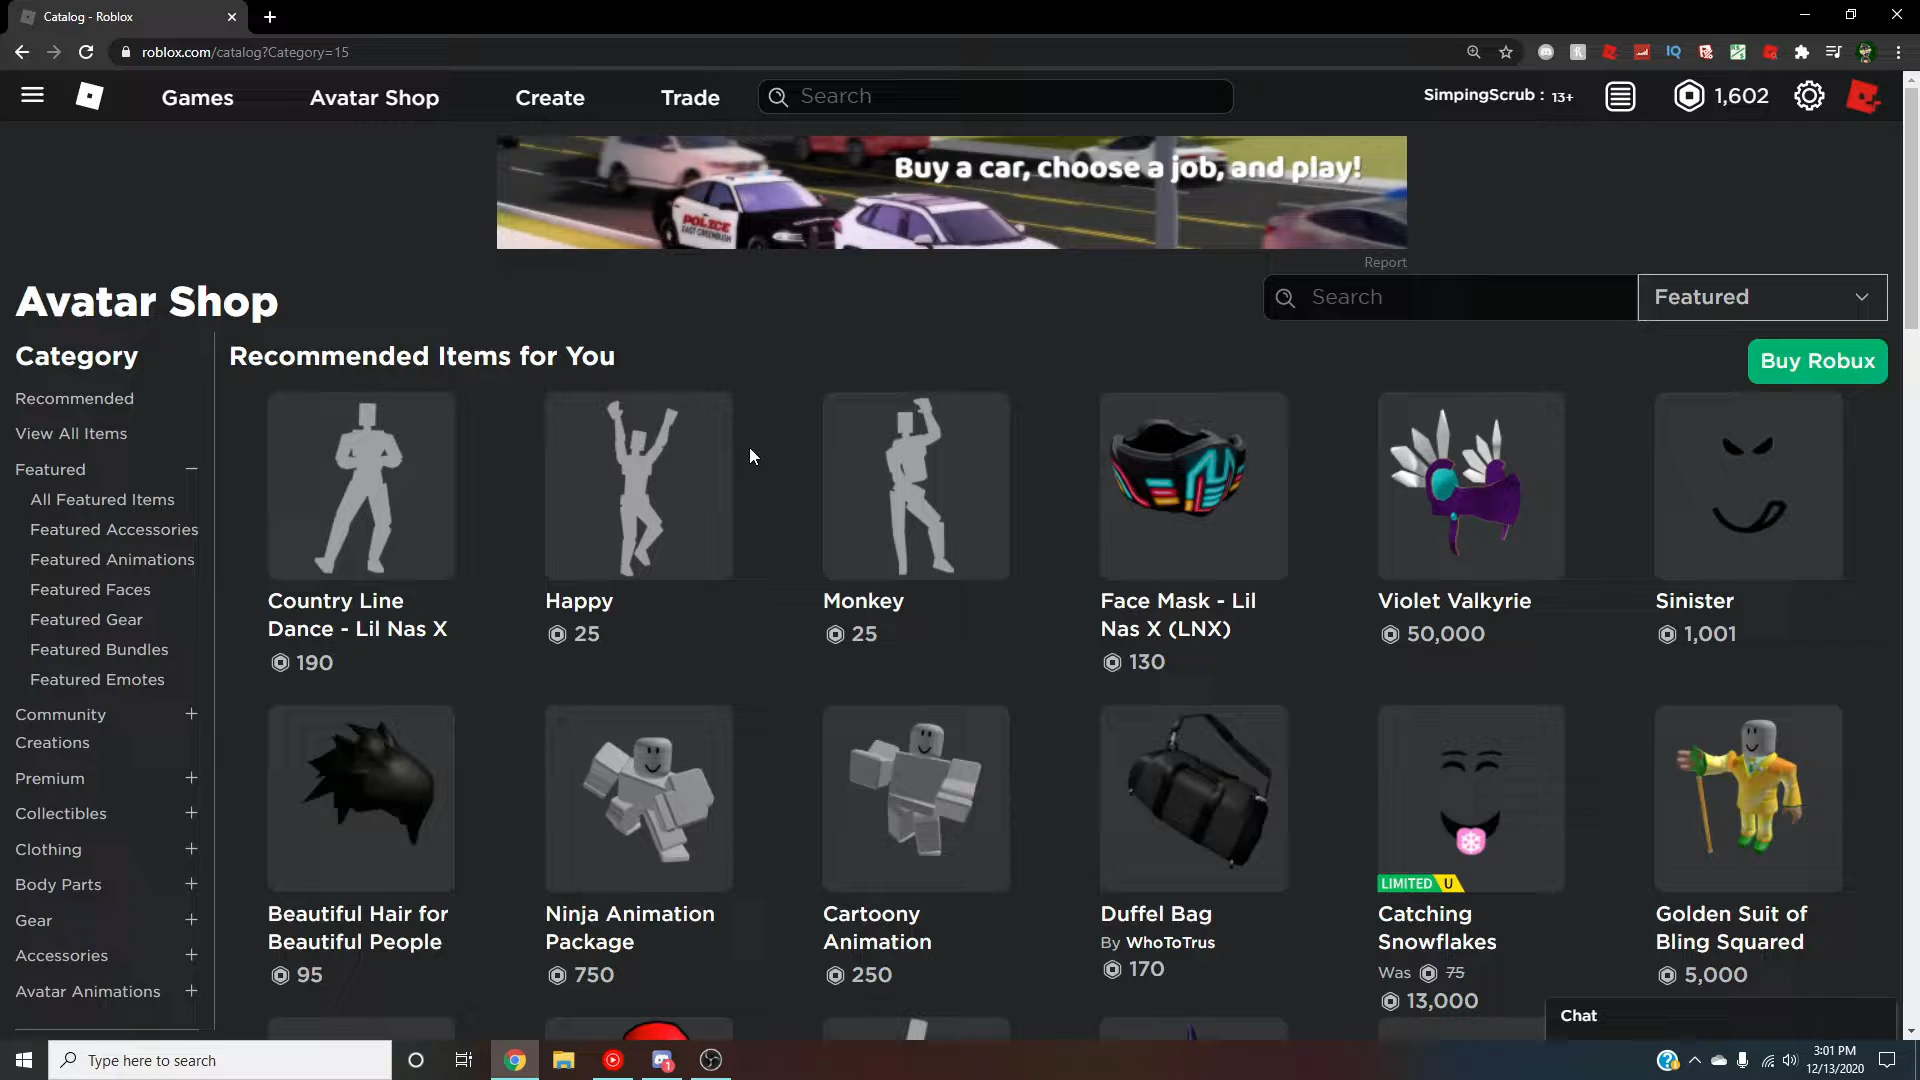 Catalog - Roblox
roblox.com/catalog?Category=15
IQ
Games
Avatar Shop
Create
Trade
Search
SimpingScrub : 13+
1,602
Buy a car, choose a job, and play!
POLICE
EAST GREENBUSH
Report
Avatar Shop
Search
Featured
Category
Recommended Items for You
Buy Robux
Recommended
View All Items
Featured
All Featured Items
Featured Accessories
Featured Animations
Featured Faces
Featured Gear
Featured Bundles
Featured Emotes
Community
Creations
Premium
Collectibles
Clothing
Body Parts
Gear
Accessories
Avatar Animations
Country Line
Dance - Lil Nas X
190
Happy
25
Monkey
25
Face Mask - Lil
Nas X (LNX)
130
Violet Valkyrie
50,000
Sinister
1,001
Beautiful Hair for
Beautiful People
95
Ninja Animation
Package
750
Cartoony
Animation
250
Duffel Bag
By WhoToTrus
170
LIMITED U
Catching
Snowflakes
Was 75
13,000
Golden Suit of
Bling Squared
5,000
Chat
Type here to search
1
3:01 PM
12/13/2020